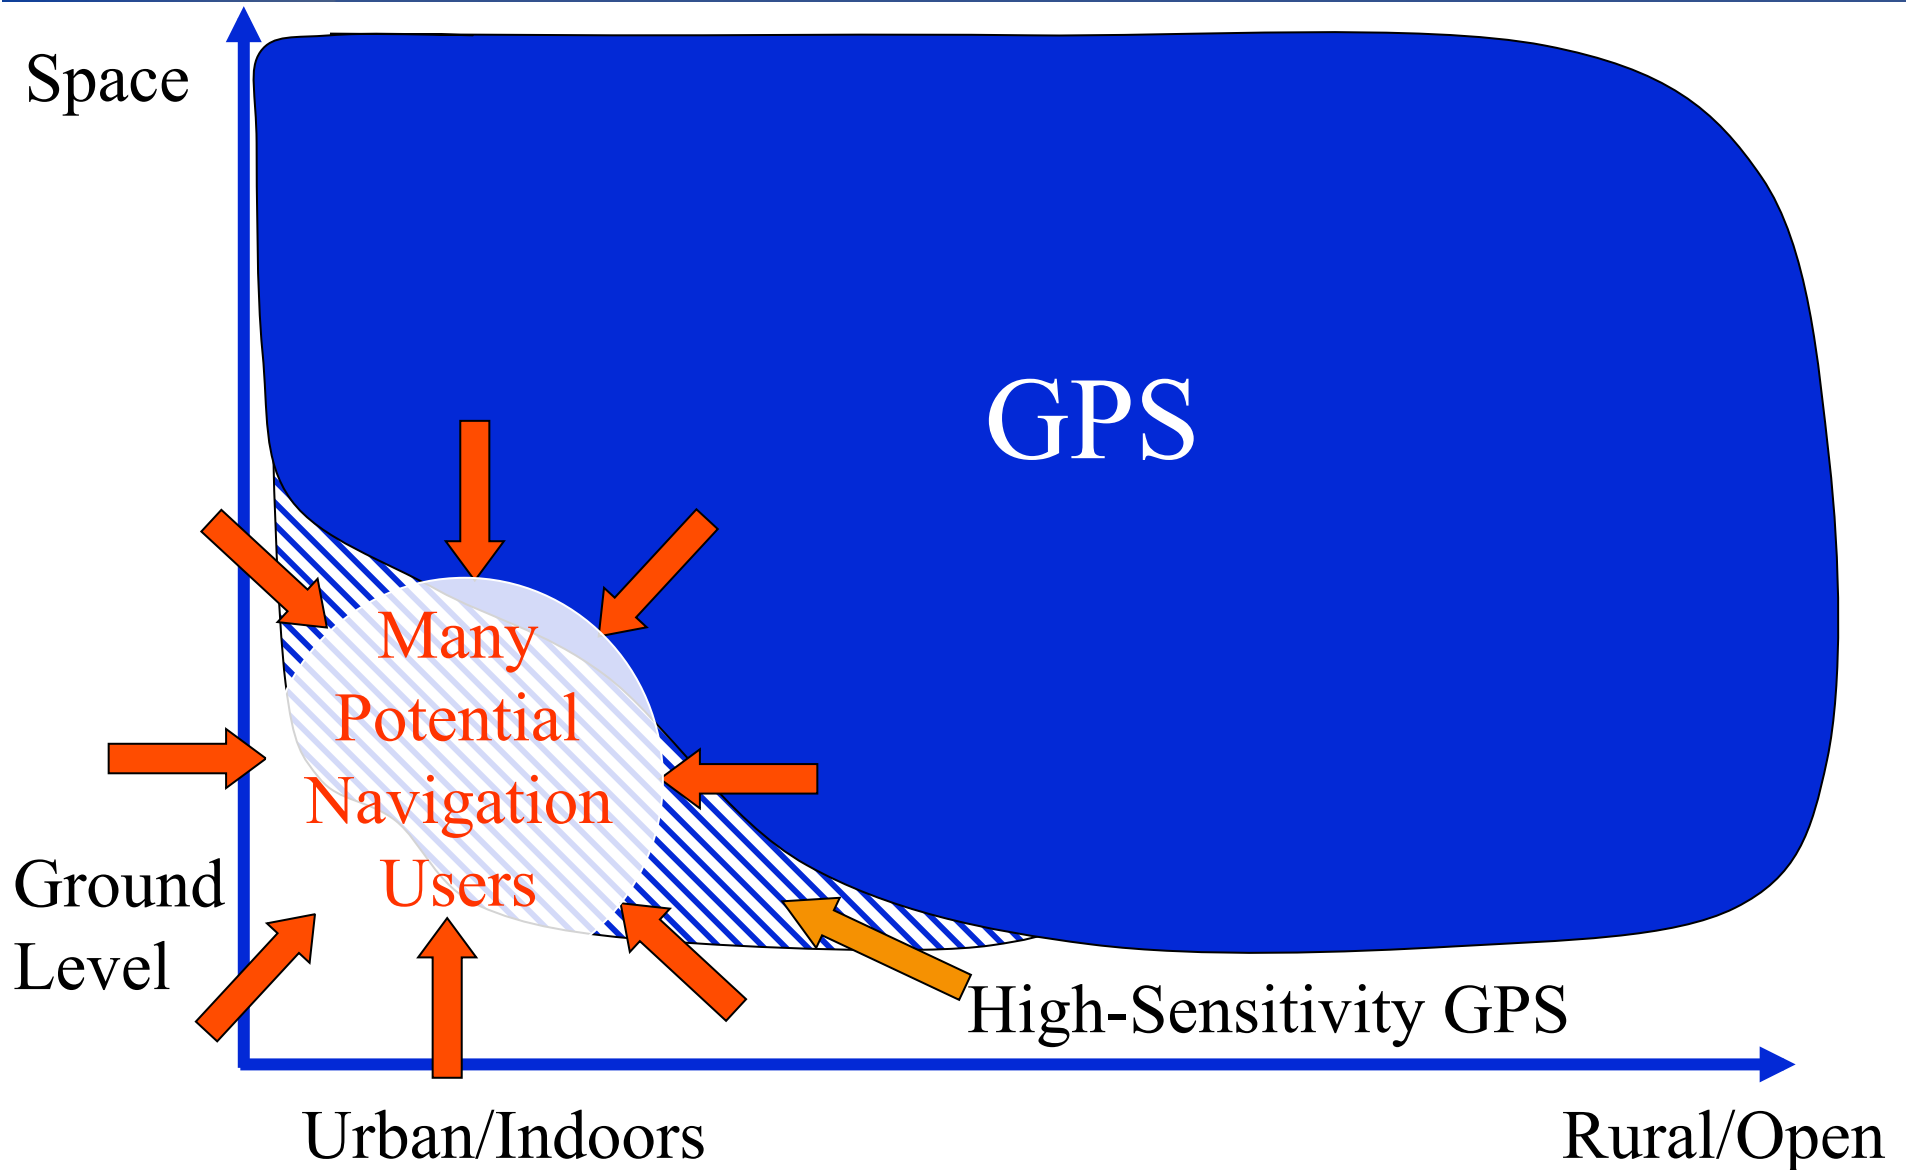 Space
GPS
Many
Potential
Navigation
Users
Ground
Level
High-Sensitivity GPS
Urban/Indoors
Rural/Open